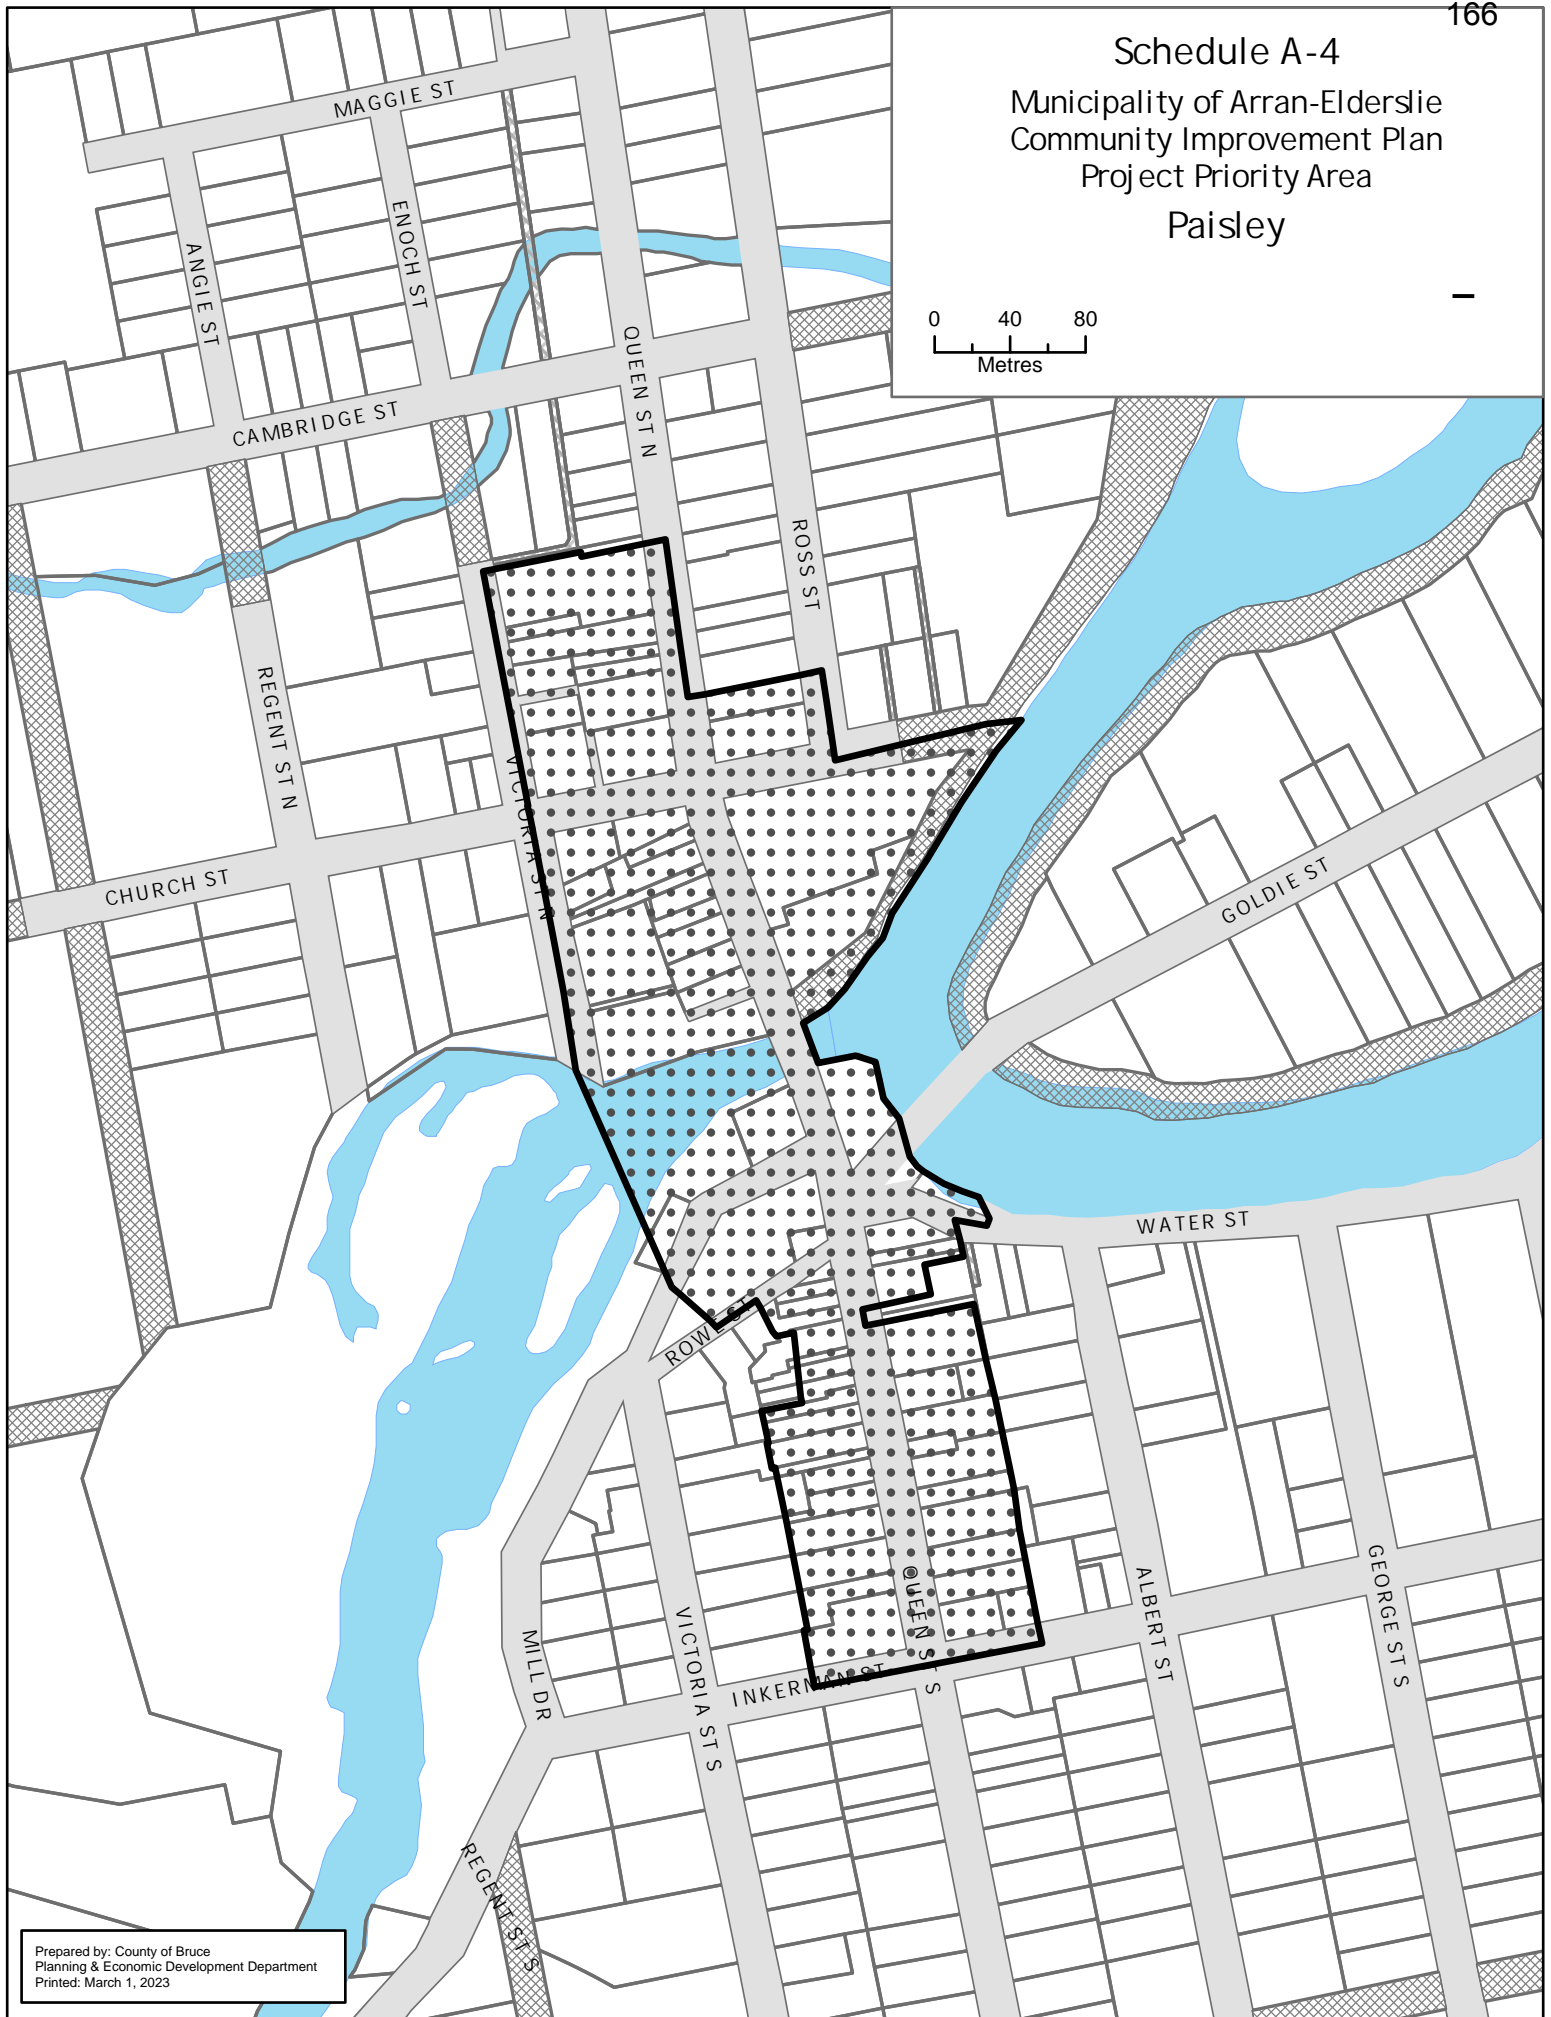 166
Schedule A-4
Municipality of Arran-Elderslie
Community Improvement Plan
Project Priority Area
Paisley
0 40 80
Metres
MAGGIE ST
ENOCH ST
ANGIE ST
QUEEN ST N
CAMBRIDGE ST
ROSS ST
REGENT ST N
VICTORIA ST N
CHURCH ST
GOLDIE ST
WATER ST
ROWE ST
QUEEN ST S
ALBERT ST
GEORGE ST S
MILL DR
VICTORIA ST S
INKERMAN ST
REGENT ST S
Prepared by: County of Bruce
Planning & Economic Development Department
Printed: March 1, 2023